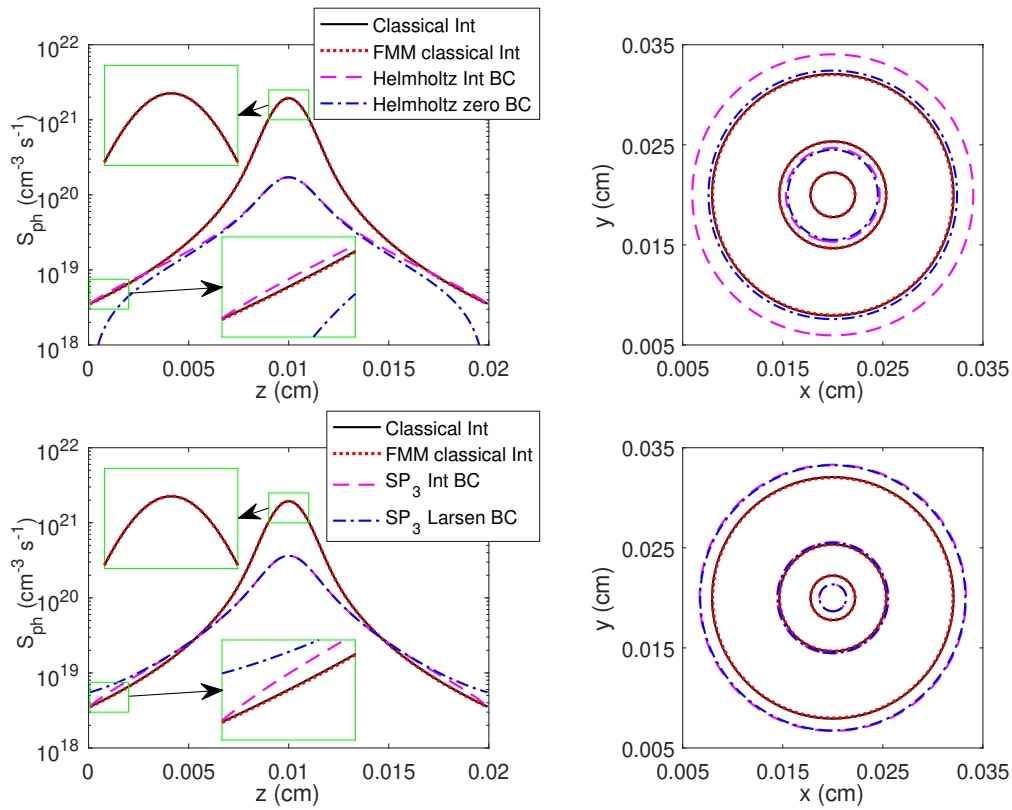 Classical Int
FMM classical Int
Helmholtz Int BC
Helmholtz zero BC
S_ph (cm^-3 s^-1)
10^22
10^21
10^20
10^19
10^18
0
0.005
0.01
0.015
0.02
z (cm)
y (cm)
0.035
0.025
0.015
0.005
0.005
0.015
0.025
0.035
x (cm)
Classical Int
FMM classical Int
SP_3 Int BC
SP_3 Larsen BC
S_ph (cm^-3 s^-1)
10^22
10^21
10^20
10^19
10^18
0
0.005
0.01
0.015
0.02
z (cm)
y (cm)
0.035
0.025
0.015
0.005
0.005
0.015
0.025
0.035
x (cm)